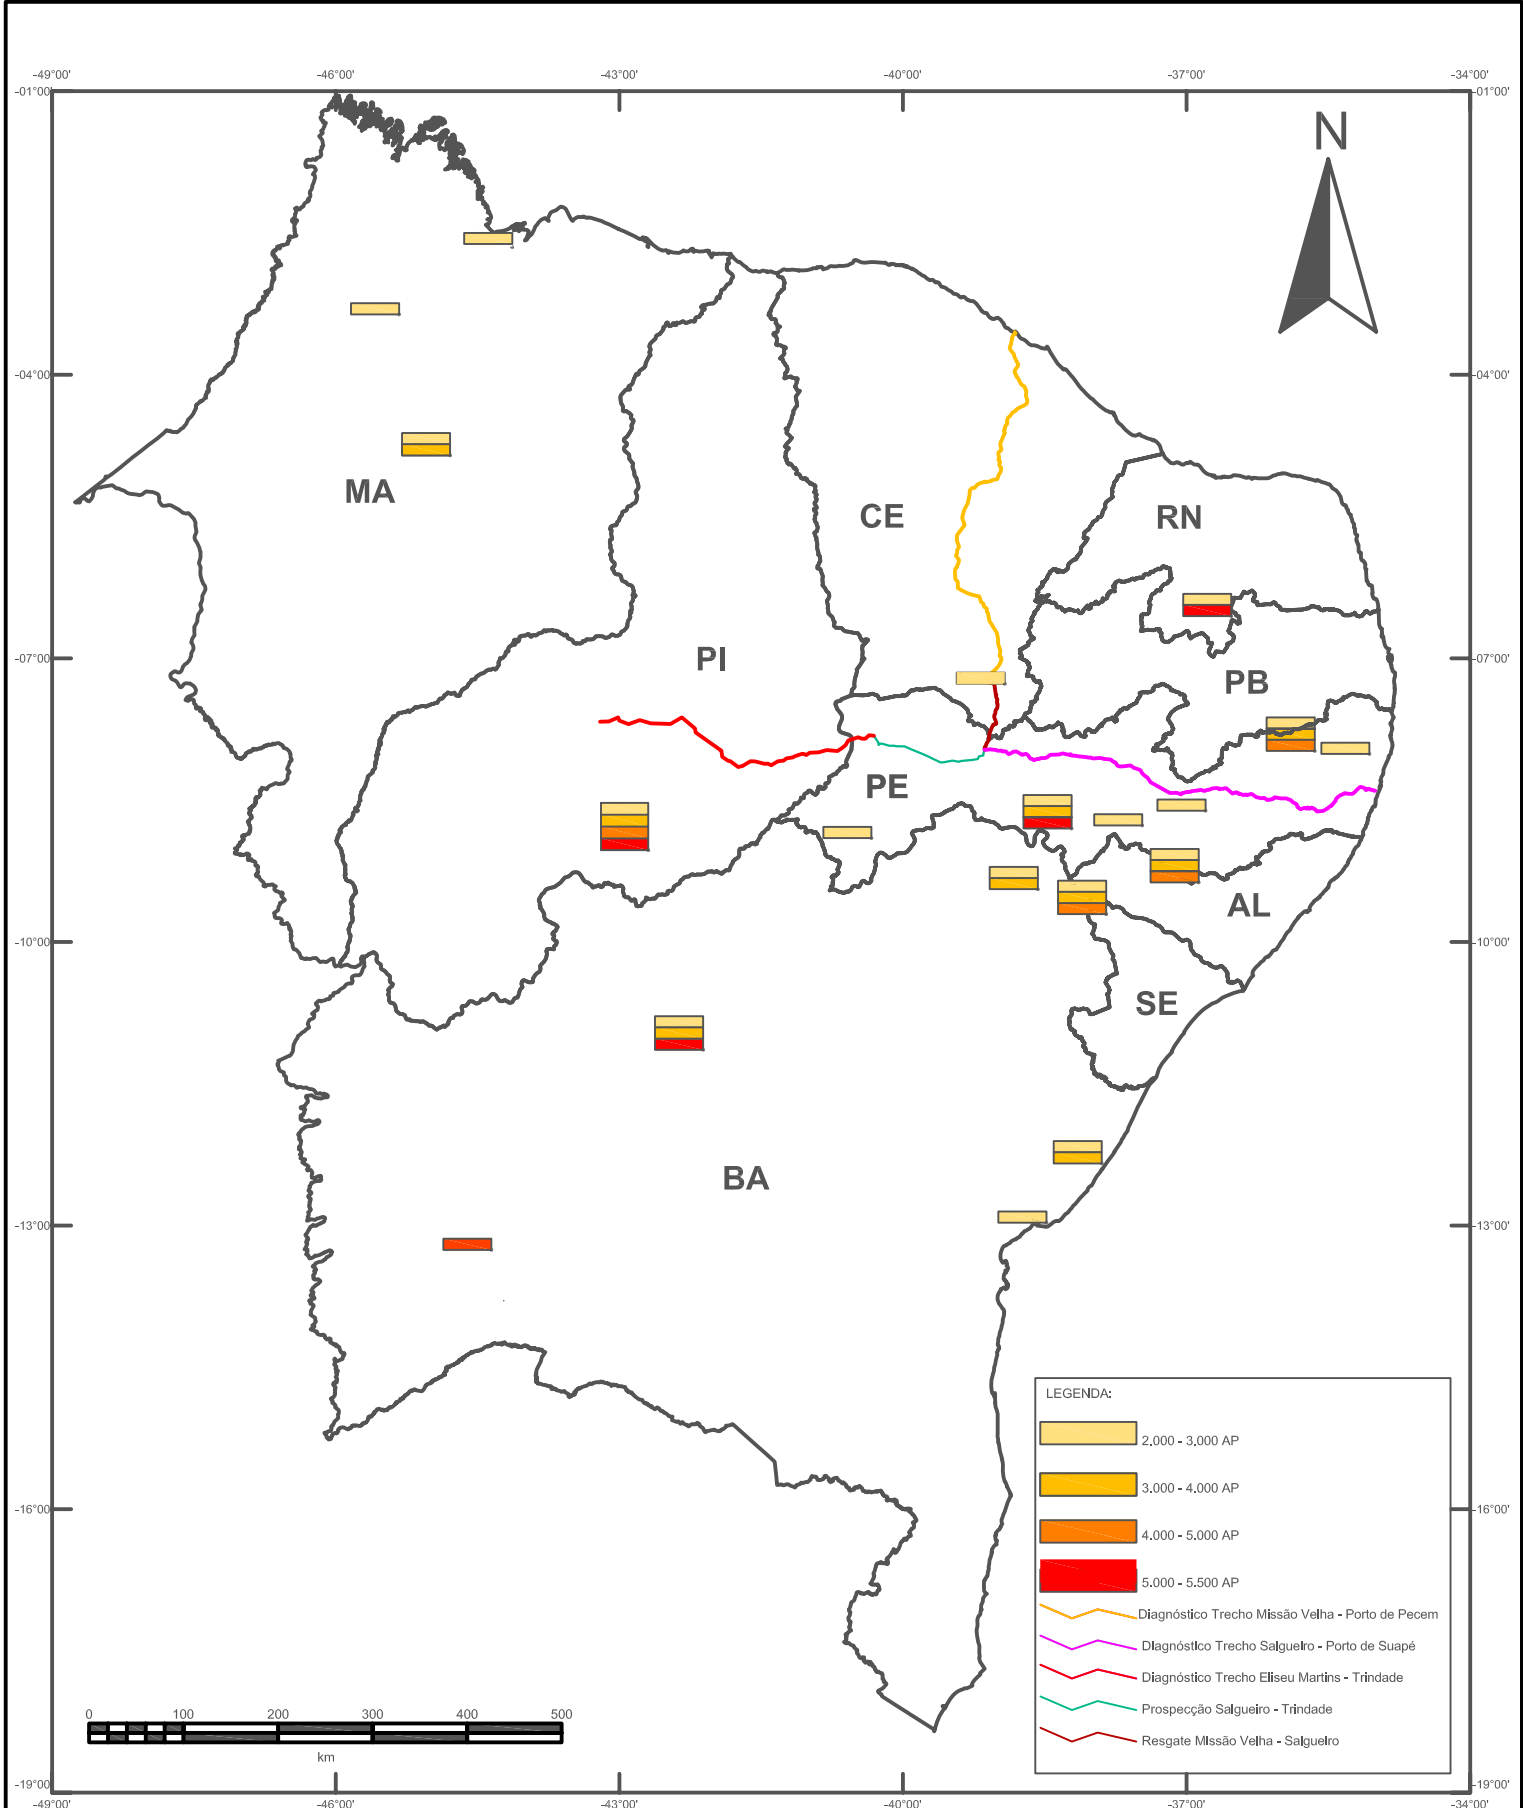 -49°00' -46°00' -43°00' -40°00' -37°00' -34°00'
-01°00' -01°00'
N
-04°00' -04°00'
MA
CE
RN
-07°00' -07°00'
PI
PB
PE
AL
-10°00' -10°00'
SE
BA
-13°00' -13°00'
LEGENDA:
2.000 - 3.000 AP
3.000 - 4.000 AP
-16°00' -16°00'
4.000 - 5.000 AP
5.000 - 5.500 AP
Diagnóstico Trecho Missão Velha - Porto de Pecem
Diagnóstico Trecho Salgueiro - Porto de Suapé
Diagnóstico Trecho Eliseu Martins - Trindade
Prospecção Salgueiro - Trindade
Resgate Missão Velha - Salgueiro
0 100 200 300 400 500
km
-19°00' -19°00'
-49°00' -46°00' -43°00' -40°00' -37°00' -34°00'